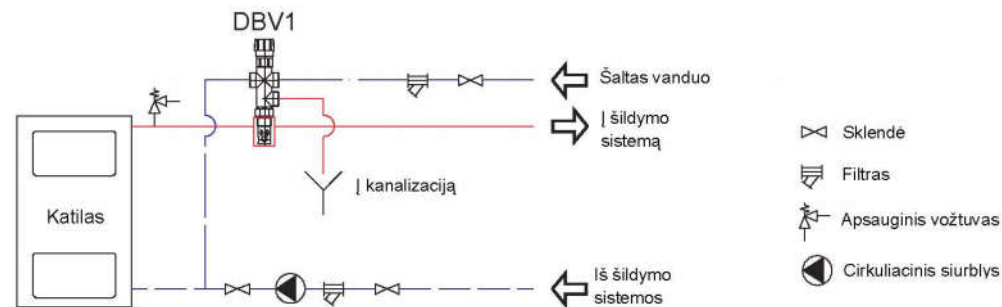 DBV1
Šaltas vanduo
Į šildymo
sistemą
Į kanalizaciją
Katilas
Iš šildymo
sistemos
Sklendė
Filtras
Apsauginis vožtuvas
Cirkuliacinis siurblys